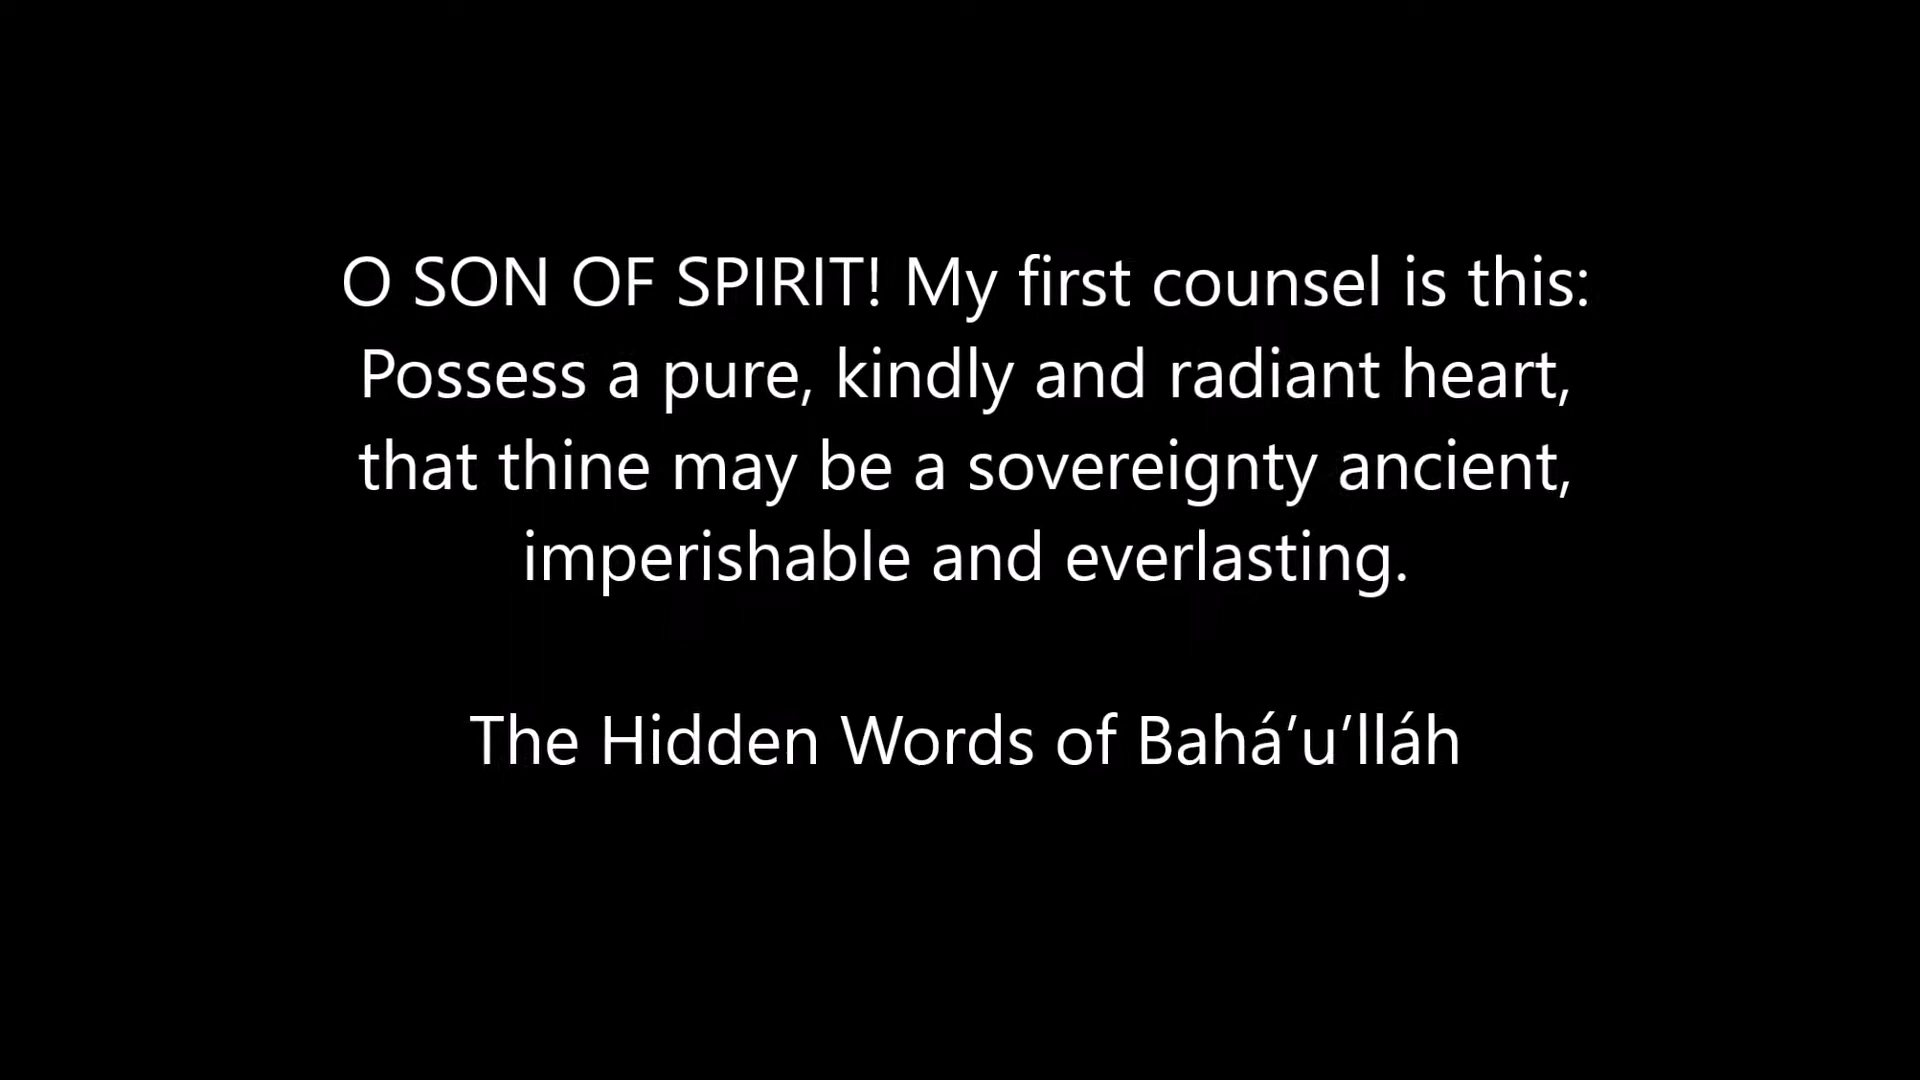 O SON OF SPIRIT! My first counsel is this:
Possess a pure, kindly and radiant heart,
that thine may be a sovereignty ancient,
imperishable and everlasting.
The Hidden Words of Bahá’u’lláh